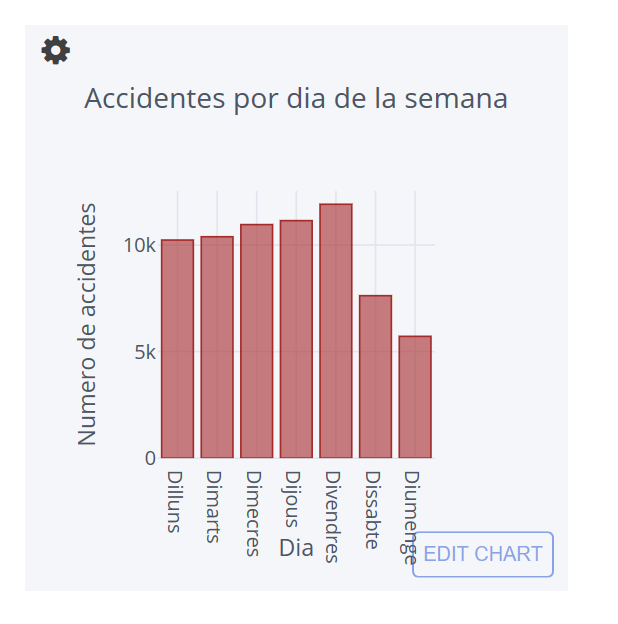 Accidentes por dia de la semana
Numero de accidentes
10k
5k
0
Dilluns
Dimarts
Dimecres
Dijous
Divendres
Dissabte
Diumenge
Dia
EDIT CHART